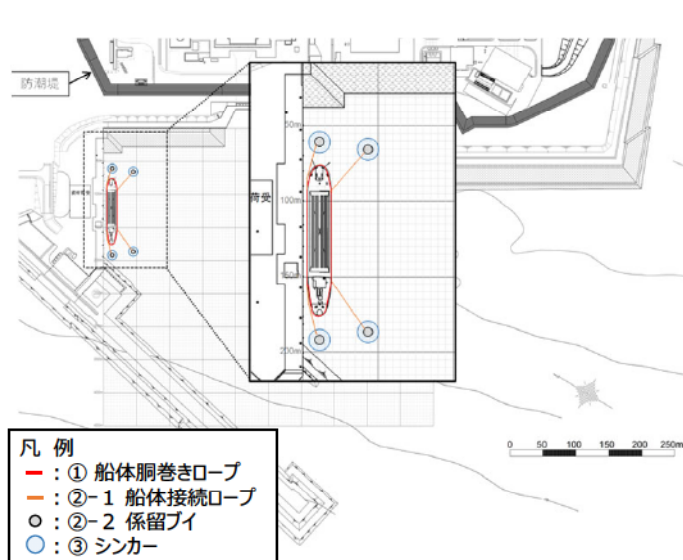 防潮堤
50m
荷受
100m
150m
200m
0 50 100 150 200 250m
凡 例
：① 船体胴巻きロープ
：②-１ 船体接続ロープ
：②-２ 係留ブイ
：③ シンカー